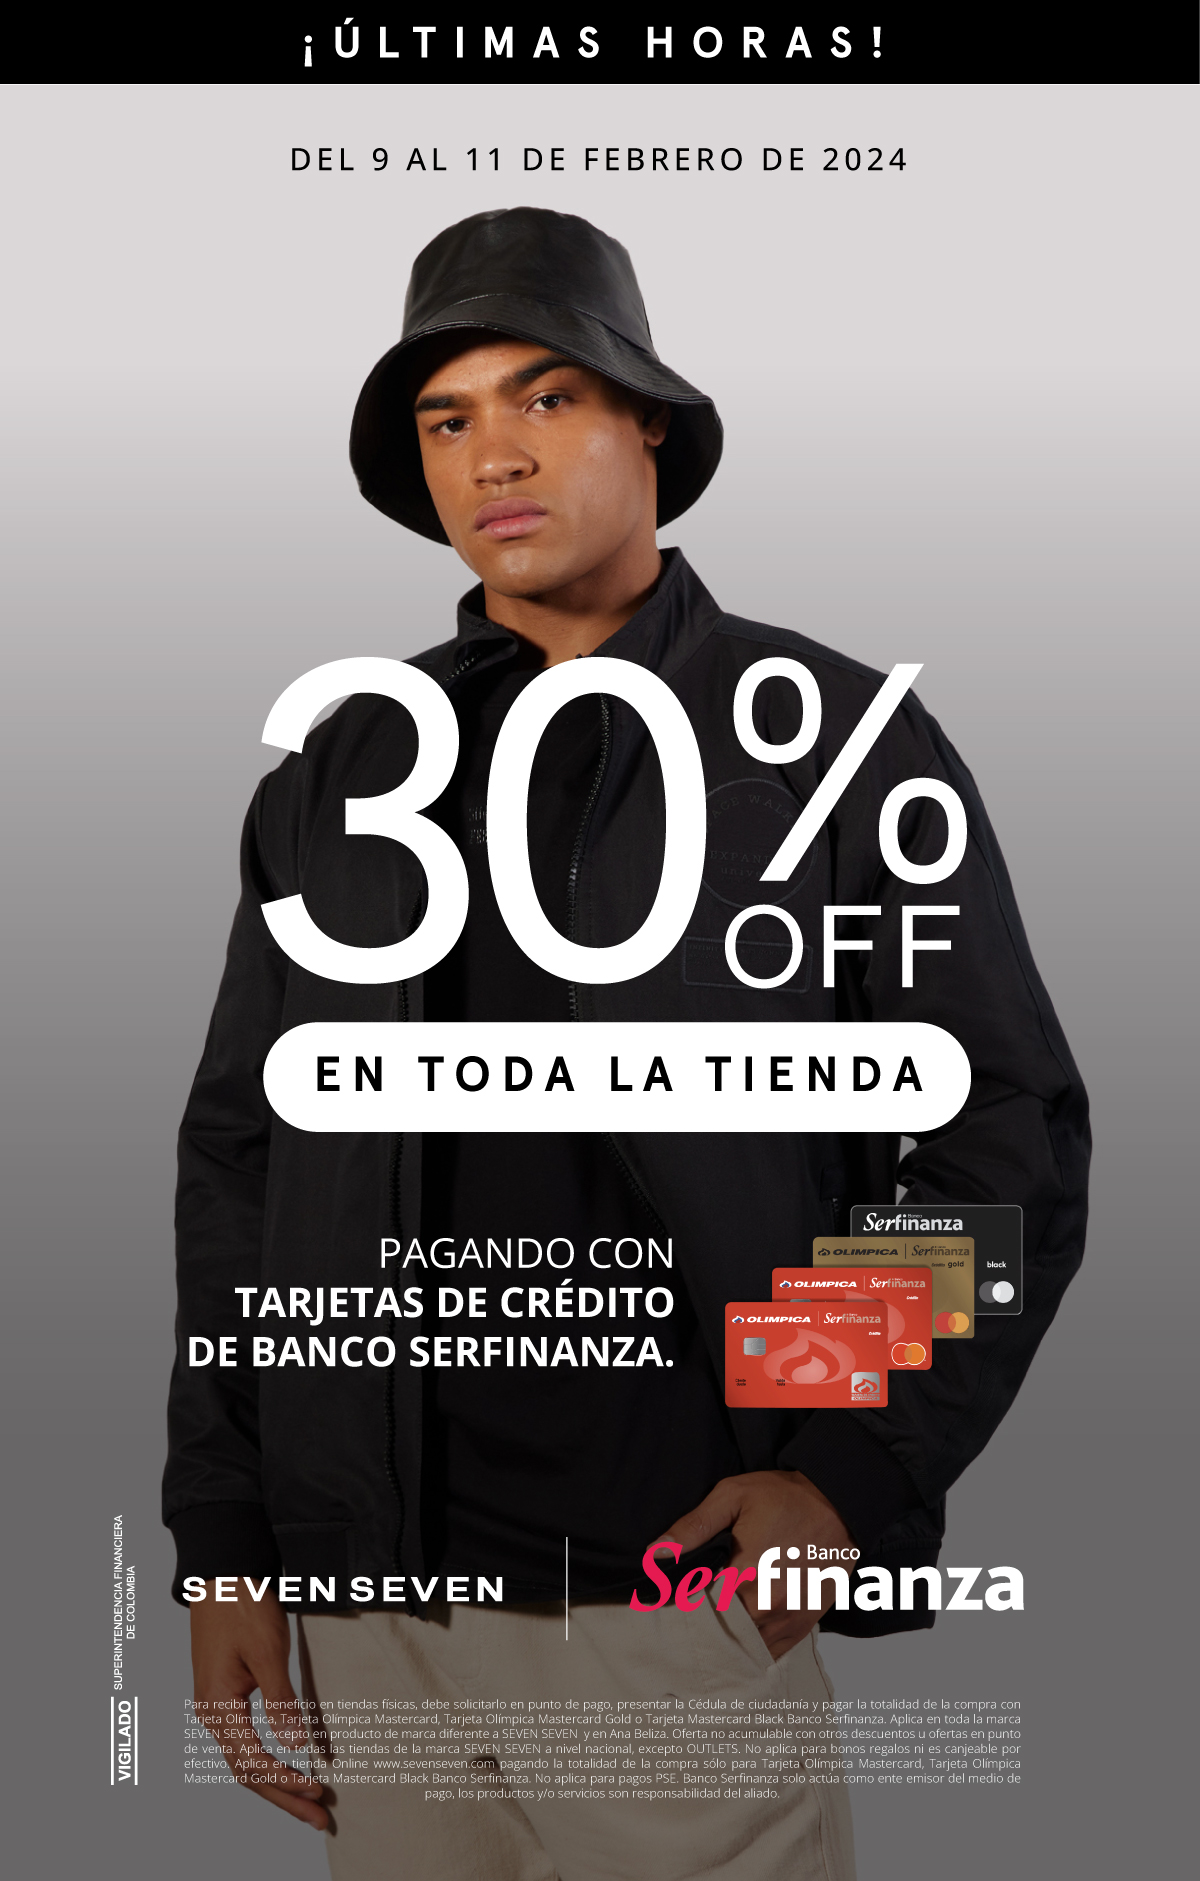 ¡ÚLTIMAS HORAS!
DEL 9 AL 11 DE FEBRERO DE 2024
30%
OFF
EN TODA LA TIENDA
PAGANDO CON
TARJETAS DE CRÉDITO
DE BANCO SERFINANZA.
Banco
Serfinanza
OLIMPICA | Serfinanza
gold
black
OLIMPICA | Serfinanza
Crédito
OLIMPICA | Serfinanza
Crédito
SEVEN SEVEN
Banco
Serfinanza
VIGILADO
SUPERINTENDENCIA FINANCIERA
DE COLOMBIA
Para recibir el beneficio en tiendas físicas, debe solicitarlo en punto de pago, presentar la Cédula de ciudadanía y pagar la totalidad de la compra con
Tarjeta Olímpica, Tarjeta Olímpica Mastercard, Tarjeta Olímpica Mastercard Gold o Tarjeta Mastercard Black Banco Serfinanza. Aplica en toda la marca
SEVEN SEVEN, excepto en producto de marca diferente a SEVEN SEVEN y en Ana Beliza. Oferta no acumulable con otros descuentos u ofertas en punto
de venta. Aplica en todas las tiendas de la marca SEVEN SEVEN a nivel nacional, excepto OUTLETS. No aplica para bonos regalos ni es canjeable por
efectivo. Aplica en tienda Online www.sevenseven.com pagando la totalidad de la compra sólo para Tarjeta Olímpica Mastercard, Tarjeta Olímpica
Mastercard Gold o Tarjeta Mastercard Black Banco Serfinanza. No aplica para pagos PSE. Banco Serfinanza solo actúa como ente emisor del medio de
pago, los productos y/o servicios son responsabilidad del aliado.